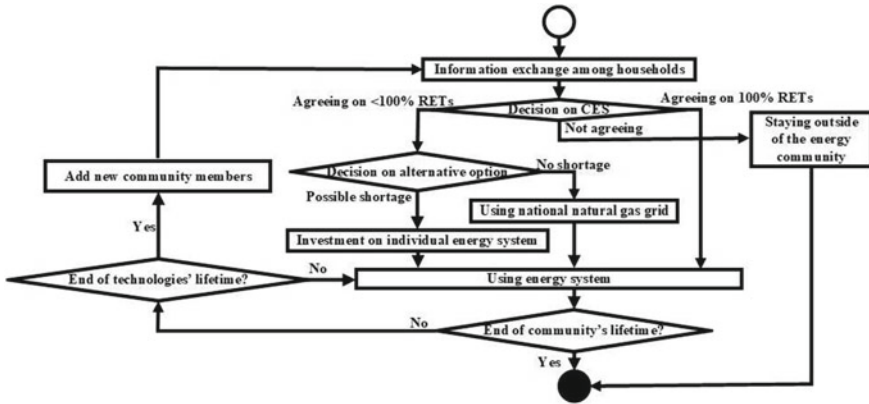 Information exchange among households
Agreeing on <100% RETs
Decision on CES
Agreeing on 100% RETs
Not agreeing
Staying outside
of the energy
community
Decision on alternative option
No shortage
Add new community members
Possible shortage
Using national natural gas grid
Yes
Investment on individual energy system
End of technologies' lifetime?
No
Using energy system
No
End of community's lifetime?
Yes